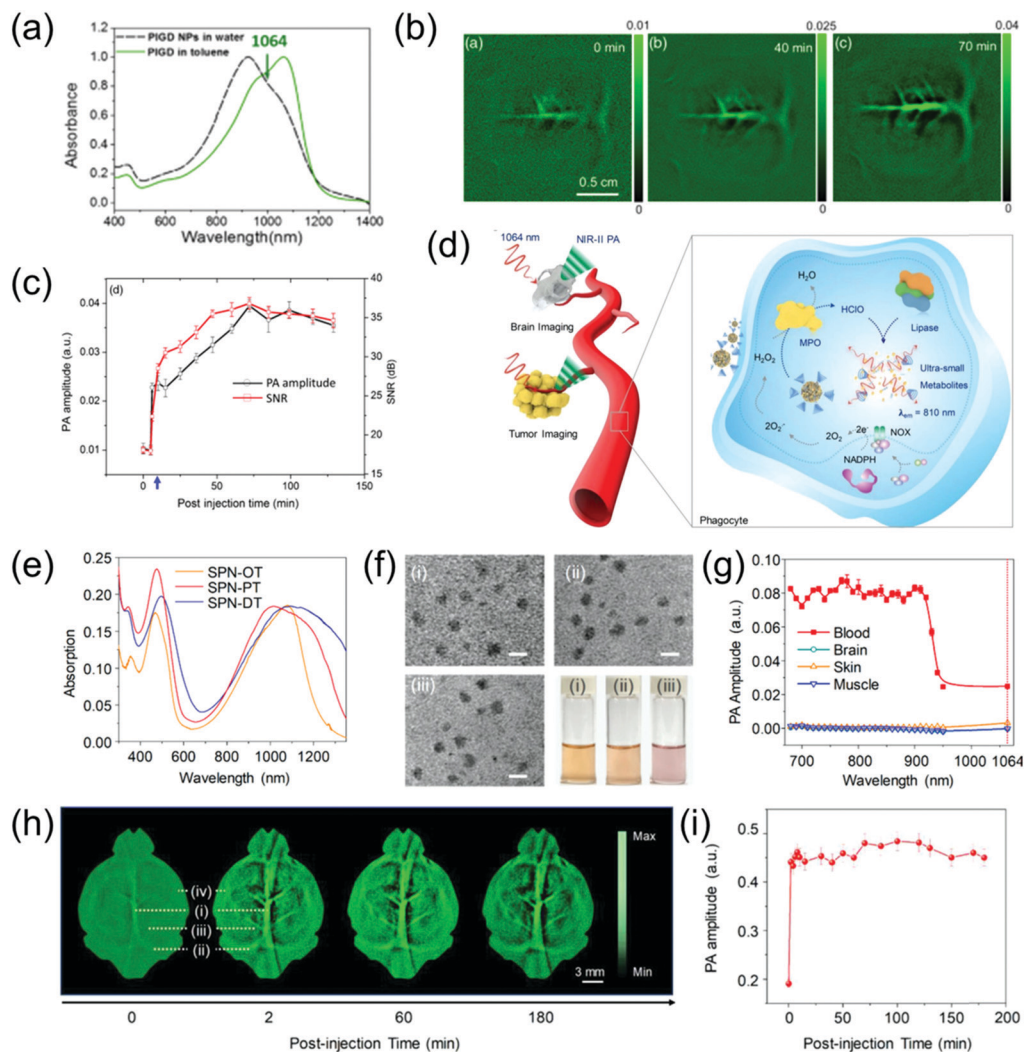 (a)
PIGD NPs in water
PIGD in toluene
1064
1.2
1.0
0.8
0.6
0.4
0.2
0.0
Absorbance
400 600 800 1000 1200 1400
Wavelength(nm)
(b)
(a) 0 min
0.5 cm
0.01
0
(b) 40 min
0.025
0
(c) 70 min
0.04
0
(c)
(d)
0.04
0.03
0.02
0.01
PA amplitude (a.u.)
40
35
30
25
20
15
SNR (dB)
PA amplitude
SNR
0 50 100 150
Post injection time (min)
(d)
1064 nm
NIR-II PA
Brain Imaging
Tumor Imaging
H2O
HClO
MPO
Lipase
H2O2
Ultra-small
Metabolites
λem = 810 nm
2O2-
2O2
2e-
NOX
NADPH
Phagocyte
(e)
0.25
0.20
0.15
0.10
0.05
0.00
Absorption
SPN-OT
SPN-PT
SPN-DT
400 600 800 1000 1200
Wavelength (nm)
(f)
(i)
(ii)
(iii)
(i) (ii) (iii)
(g)
0.10
0.08
0.06
0.04
0.02
0.00
PA Amplitude (a.u.)
Blood
Brain
Skin
Muscle
700 800 900 1000 1064
Wavelength (nm)
(h)
(iv)
(i)
(iii)
(ii)
Max
Min
3 mm
0 2 60 180
Post-injection Time (min)
(i)
0.5
0.4
0.3
0.2
PA amplitude (a.u.)
0 50 100 150 200
Post-injection Time (min)